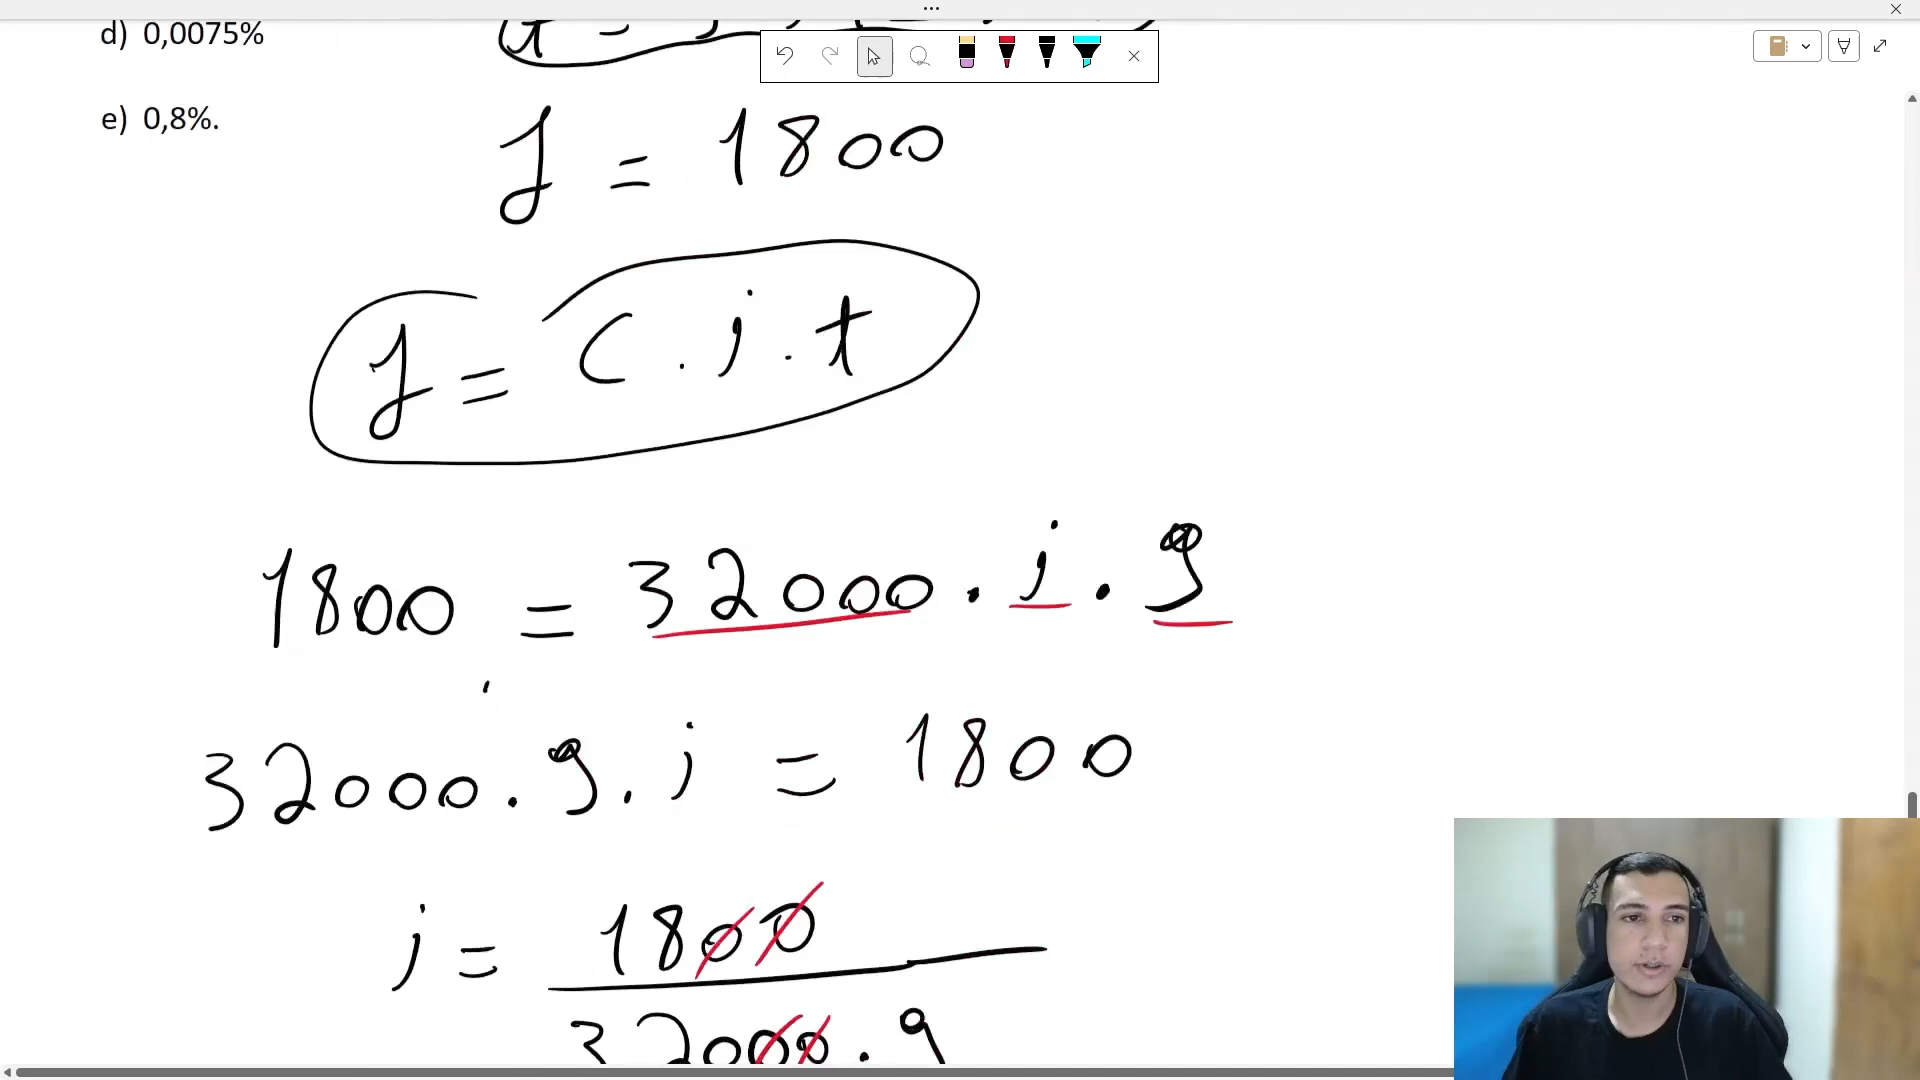 d) 0,0075%
e) 0,8%.
J = 1800
J = C . i . t
1800 = 32000 . i . 9
32000 . 9 . i = 1800
i = 1800
32000 . 9